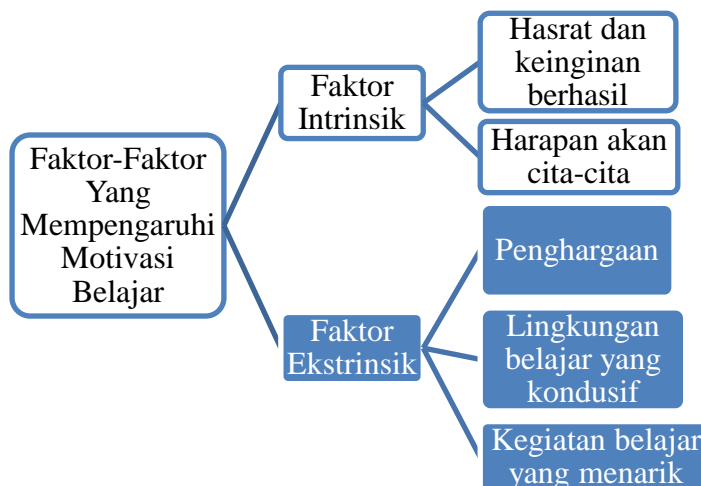 Faktor-Faktor
Yang
Mempengaruhi
Motivasi
Belajar
Faktor
Intrinsik
Hasrat dan
keinginan
berhasil
Harapan akan
cita-cita
Faktor
Ekstrinsik
Penghargaan
Lingkungan
belajar yang
kondusif
Kegiatan belajar
yang menarik